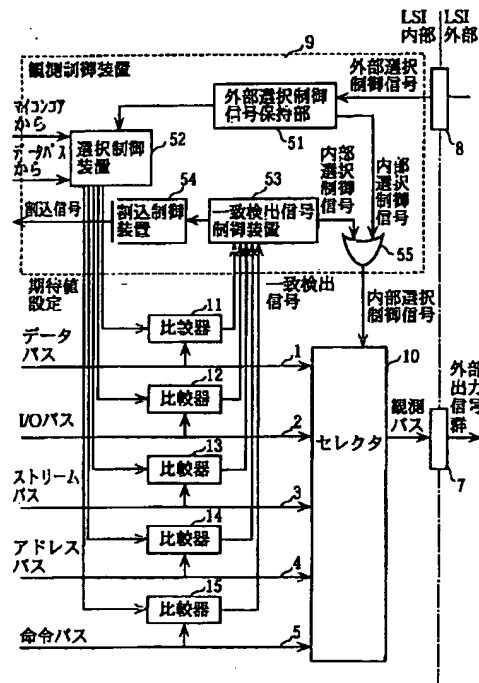 LSI LSI
内部 外部
9
観測制御装置
外部選択
制御信号
外部選択制御
信号保持部
8
マイコンコア
から
52
51
選択制御
装置
データバス
から
54
53
内部
選択
制御
信号
内部
選択
制御
信号
割込信号
割込制御
装置
一致検出信号
制御装置
55
期待値
設定
一致検出
信号
内部選択
制御信号
11
比較器
データ
バス
1
10
12
比較器
外部
出力
信号
群
I/Oバス
2
セレクタ
観測
バス
13
比較器
7
ストリーム
バス
3
14
比較器
アドレス
バス
4
15
比較器
命令バス
5